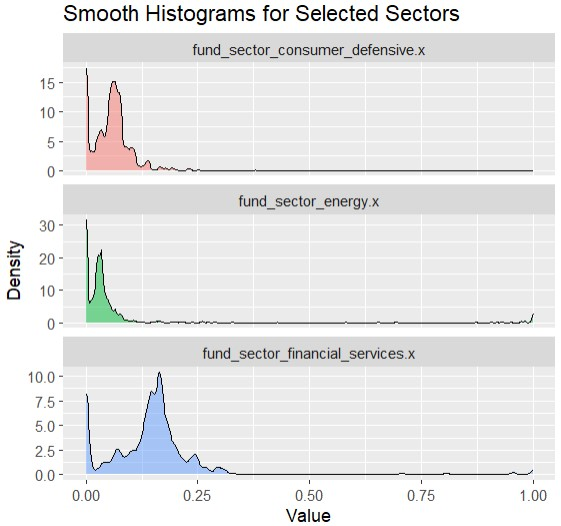 Smooth Histograms for Selected Sectors
fund_sector_consumer_defensive.x
15
10
5
0
fund_sector_energy.x
30
20
10
0
Density
fund_sector_financial_services.x
10.0
7.5
5.0
2.5
0.0
0.00 0.25 0.50 0.75 1.00
Value